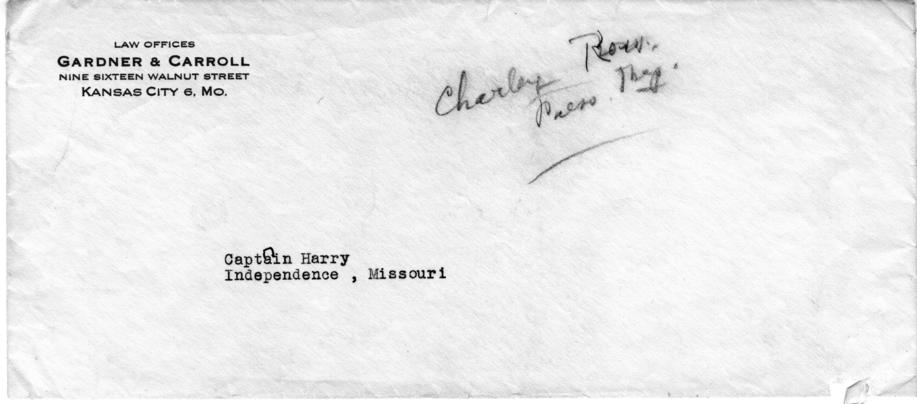 LAW OFFICES
GARDNER & CARROLL
NINE SIXTEEN WALNUT STREET
KANSAS CITY 6, MO.
Charley Ross.
Press.
Captain Harry
Independence , Missouri